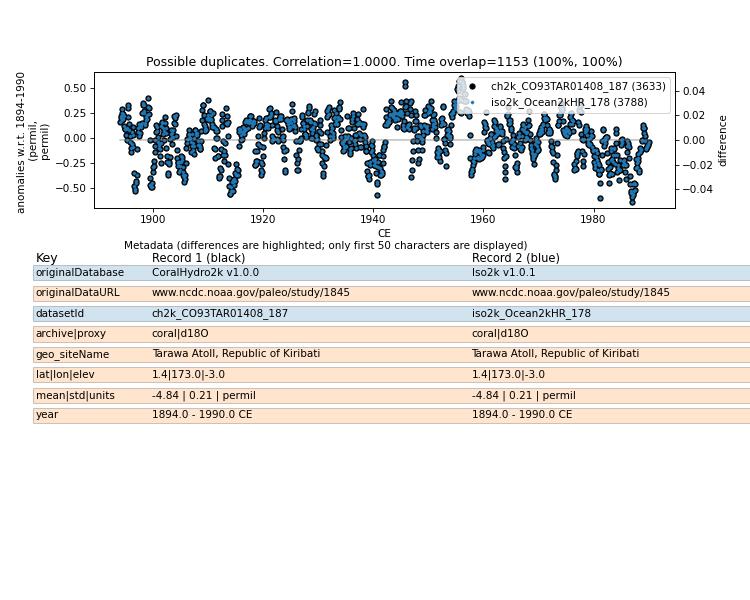 Possible duplicates. Correlation=1.0000. Time overlap=1153 (100%, 100%)
anomalies w.r.t. 1894-1990
(permil,
permil)
0.50
0.25
0.00
−0.25
−0.50
ch2k_CO93TAR01408_187 (3633)
iso2k_Ocean2kHR_178 (3788)
0.04
0.02
0.00
−0.02
−0.04
difference
1900
1920
1940
1960
1980
CE
Metadata (differences are highlighted; only first 50 characters are displayed)
Key Record 1 (black) Record 2 (blue)
originalDatabase CoralHydro2k v1.0.0 Iso2k v1.0.1
originalDataURL www.ncdc.noaa.gov/paleo/study/1845 www.ncdc.noaa.gov/paleo/study/1845
datasetId ch2k_CO93TAR01408_187 iso2k_Ocean2kHR_178
archive|proxy coral|d18O coral|d18O
geo_siteName Tarawa Atoll, Republic of Kiribati Tarawa Atoll, Republic of Kiribati
lat|lon|elev 1.4|173.0|-3.0 1.4|173.0|-3.0
mean|std|units -4.84 | 0.21 | permil -4.84 | 0.21 | permil
year 1894.0 - 1990.0 CE 1894.0 - 1990.0 CE